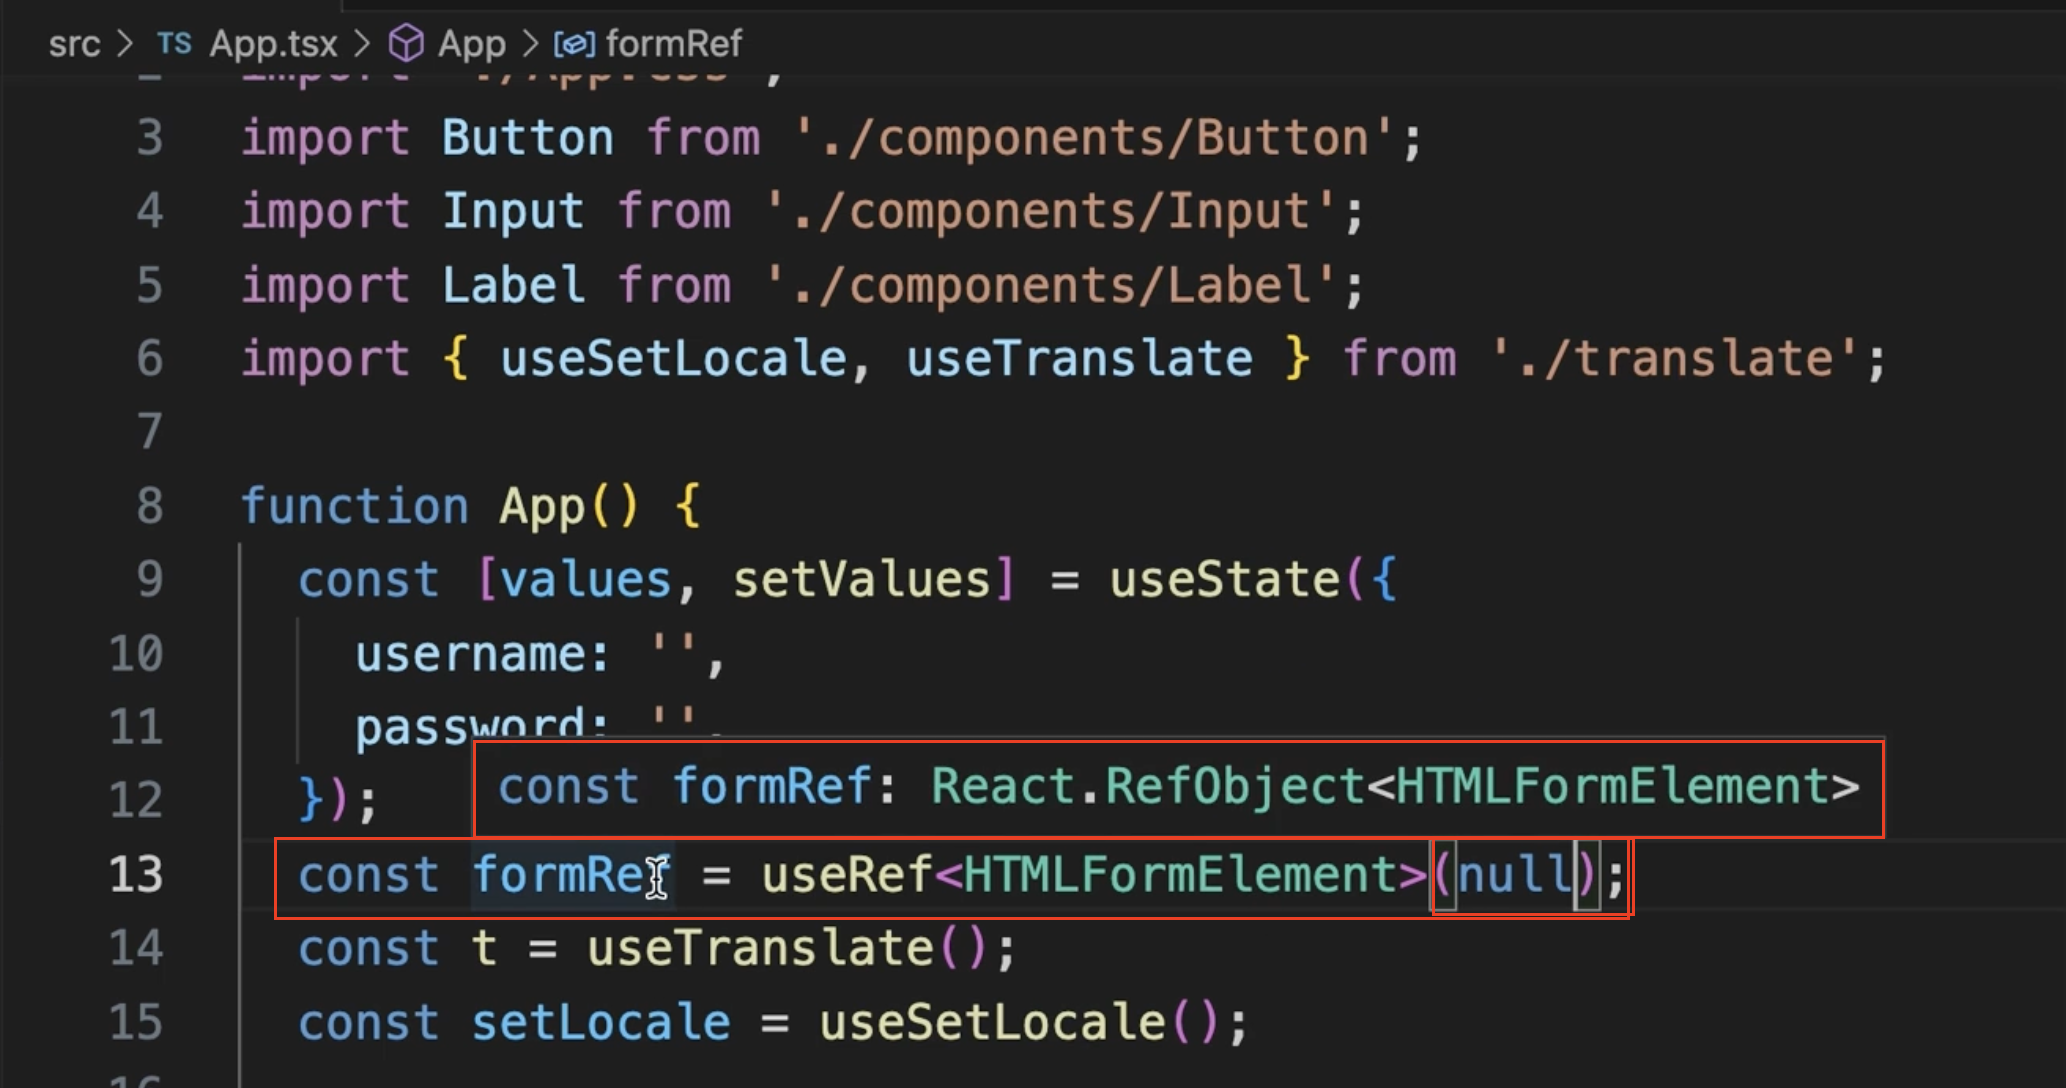 src > TS App.tsx > App > formRef
2 import './App.css';
3 import Button from './components/Button';
4 import Input from './components/Input';
5 import Label from './components/Label';
6 import { useSetLocale, useTranslate } from './translate';
7
8 function App() {
9 const [values, setValues] = useState({
10 username: '',
11 password: '',
const formRef: React.RefObject<HTMLFormElement>
12 });
13 const formRef = useRef<HTMLFormElement>(null);
14 const t = useTranslate();
15 const setLocale = useSetLocale();
16